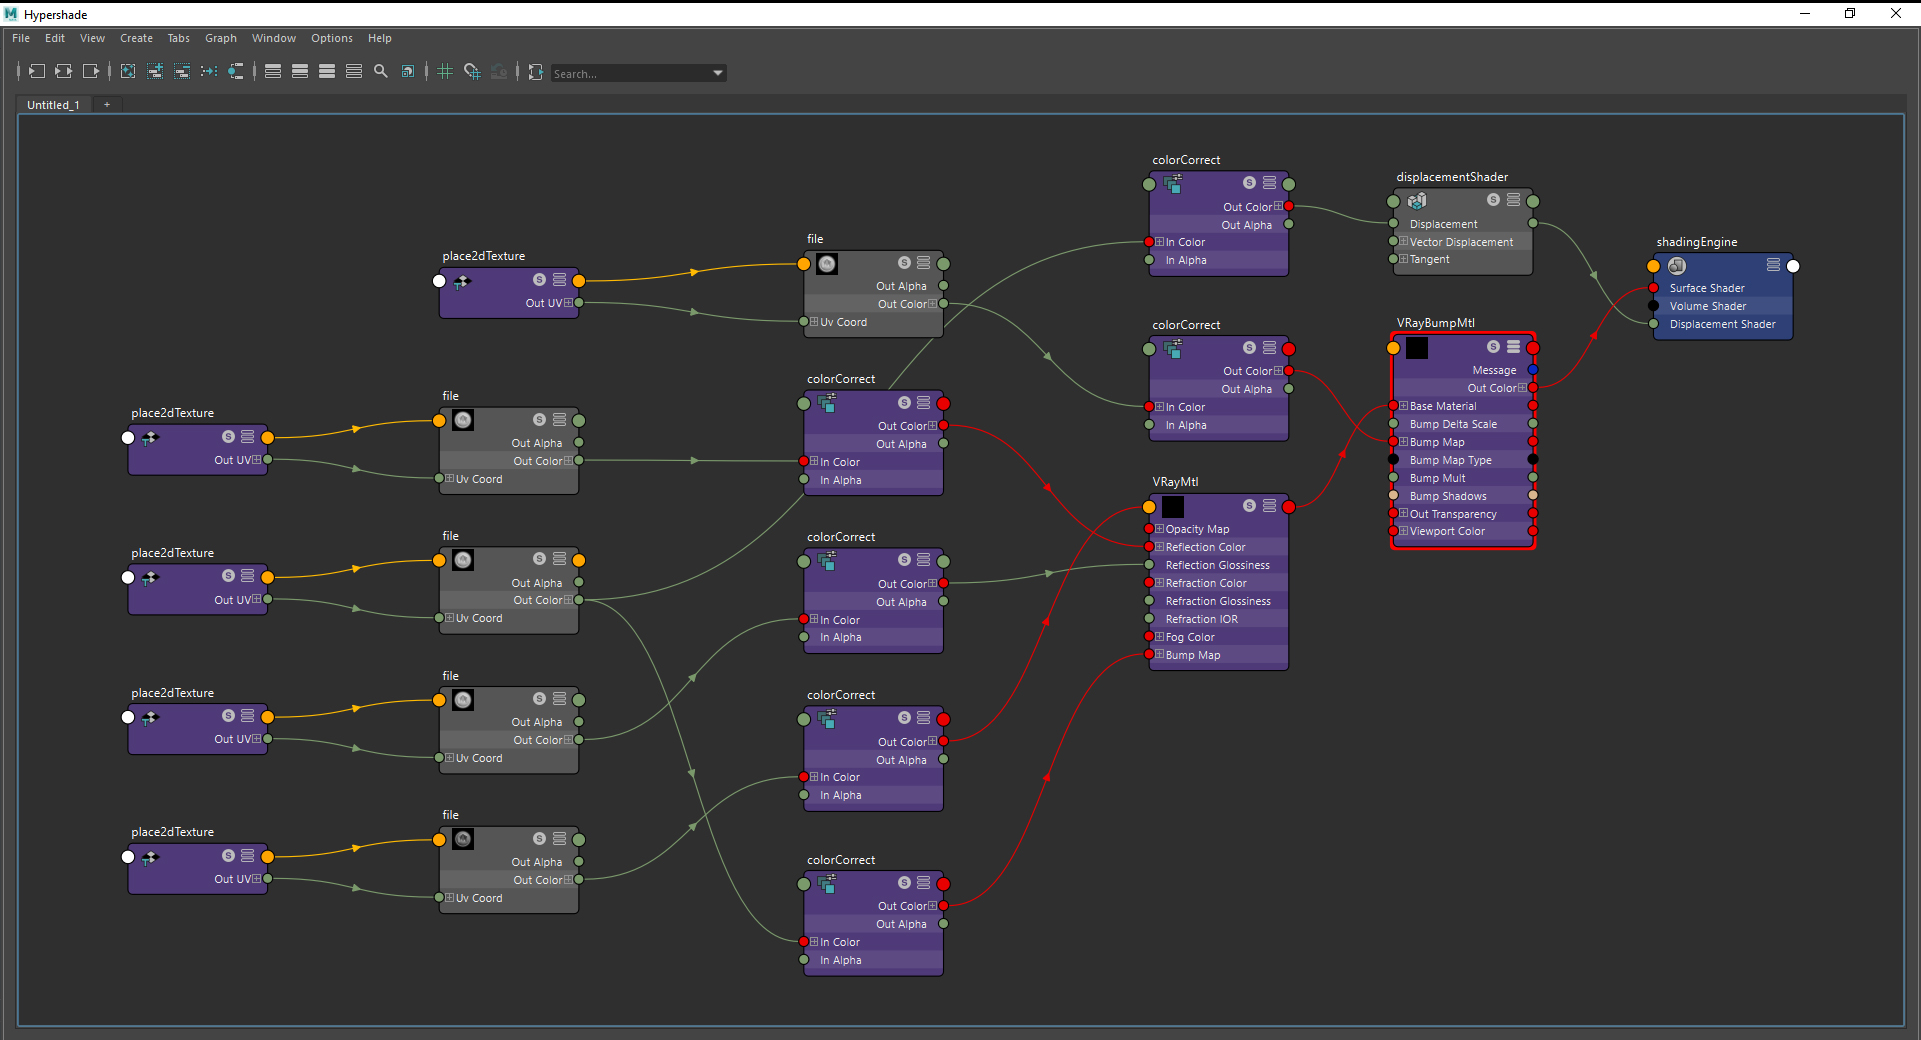 Hypershade
File Edit View Create Tabs Graph Window Options Help
Search...
Untitled_1 +
colorCorrect
Out Color
Out Alpha
In Color
In Alpha
displacementShader
Displacement
Vector Displacement
Tangent
shadingEngine
Surface Shader
Volume Shader
Displacement Shader
place2dTexture
Out UV
file
Out Alpha
Out Color
Uv Coord
colorCorrect
Out Color
Out Alpha
In Color
In Alpha
VRayBumpMtl
Message
Out Color
Base Material
Bump Delta Scale
Bump Map
Bump Map Type
Bump Mult
Bump Shadows
Out Transparency
Viewport Color
place2dTexture
Out UV
file
Out Alpha
Out Color
Uv Coord
colorCorrect
Out Color
Out Alpha
In Color
In Alpha
VRayMtl
Opacity Map
Reflection Color
Reflection Glossiness
Refraction Color
Refraction Glossiness
Refraction IOR
Fog Color
Bump Map
place2dTexture
Out UV
file
Out Alpha
Out Color
Uv Coord
colorCorrect
Out Color
Out Alpha
In Color
In Alpha
place2dTexture
Out UV
file
Out Alpha
Out Color
Uv Coord
colorCorrect
Out Color
Out Alpha
In Color
In Alpha
place2dTexture
Out UV
file
Out Alpha
Out Color
Uv Coord
colorCorrect
Out Color
Out Alpha
In Color
In Alpha